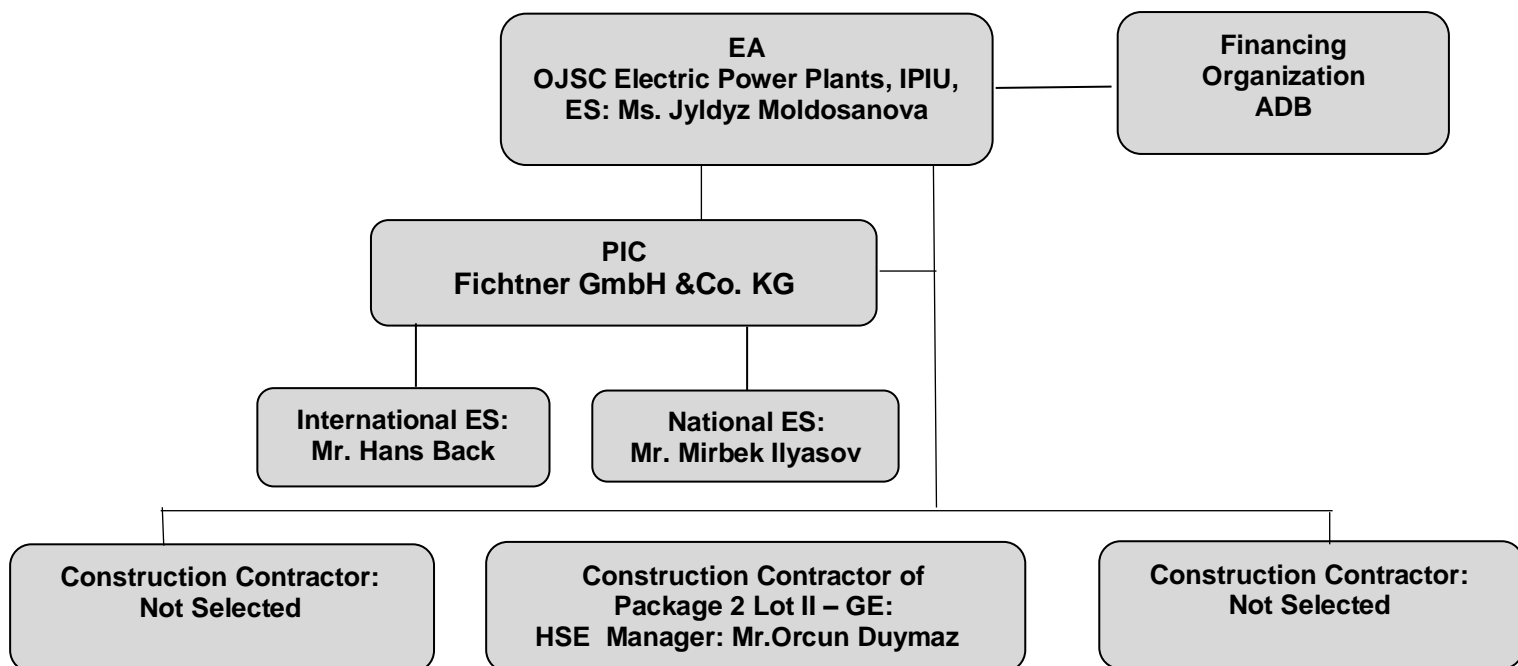 EA
OJSC Electric Power Plants, IPIU,
ES: Ms. Jyldyz Moldosanova
Financing
Organization
ADB
PIC
Fichtner GmbH &Co. KG
International ES:
Mr. Hans Back
National ES:
Mr. Mirbek Ilyasov
Construction Contractor:
Not Selected
Construction Contractor of
Package 2 Lot II – GE:
HSE Manager: Mr.Orcun Duymaz
Construction Contractor:
Not Selected